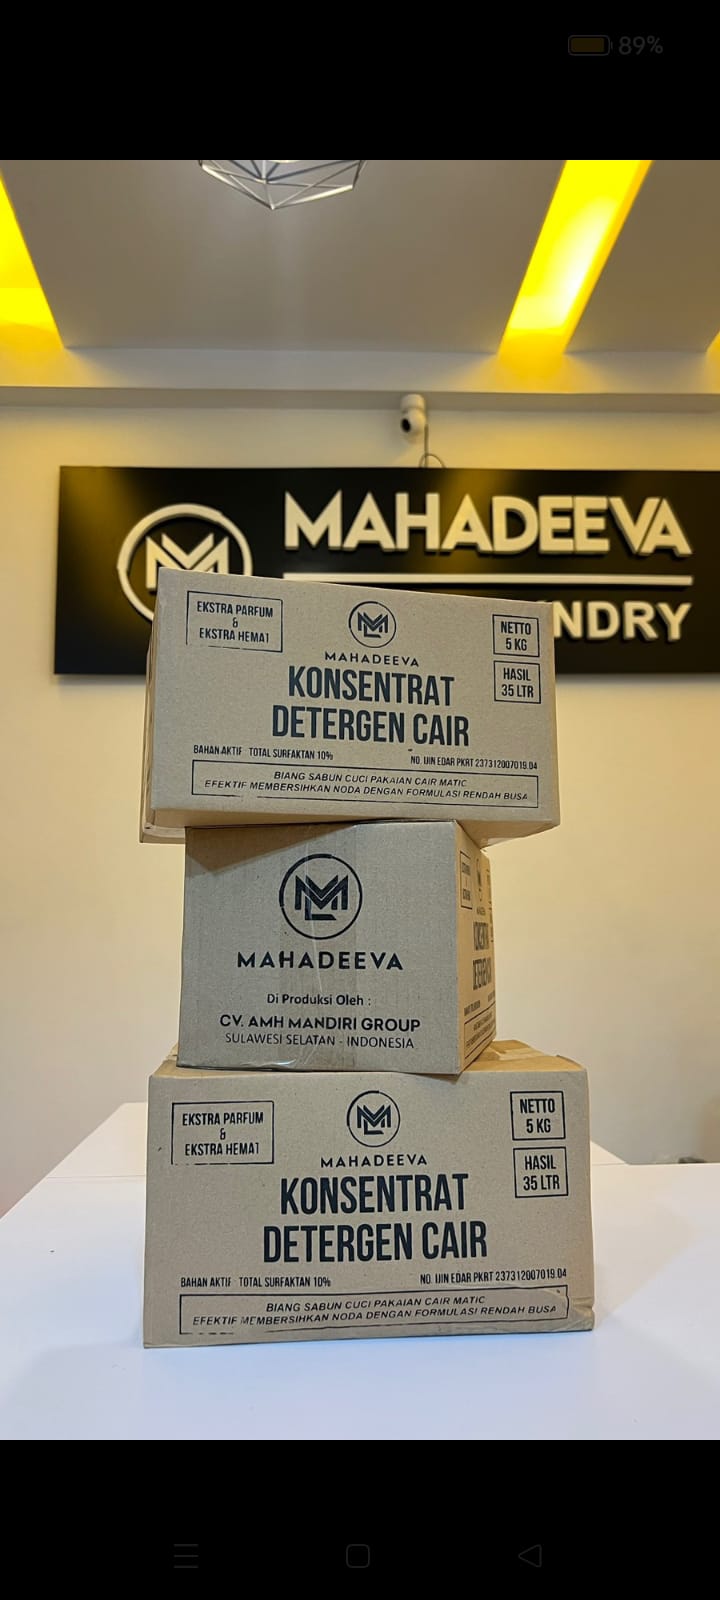 89%
MAHADEEVA
NDRY
EKSTRA PARFUM
&
EKSTRA HEMAT
MAHADEEVA
NETTO
5 KG
HASIL
35 LTR
KONSENTRAT
DETERGEN CAIR
BAHAN AKTIF TOTAL SURFAKTAN 10%
NO. IJIN EDAR PKRT 237312007019.04
BIANG SABUN CUCI PAKAIAN CAIR MATIC
EFEKTIF MEMBERSIHKAN NODA DENGAN FORMULASI RENDAH BUSA
MAHADEEVA
Di Produksi Oleh :
CV. AMH MANDIRI GROUP
SULAWESI SELATAN - INDONESIA
EKSTRA PARFUM
&
EKSTRA HEMAT
MAHADEEVA
NETTO
5 KG
HASIL
35 LTR
KONSENTRAT
DETERGEN CAIR
BAHAN AKTIF TOTAL SURFAKTAN 10%
NO. IJIN EDAR PKRT 237312007019.04
BIANG SABUN CUCI PAKAIAN CAIR MATIC
EFEKTIF MEMBERSIHKAN NODA DENGAN FORMULASI RENDAH BUSA